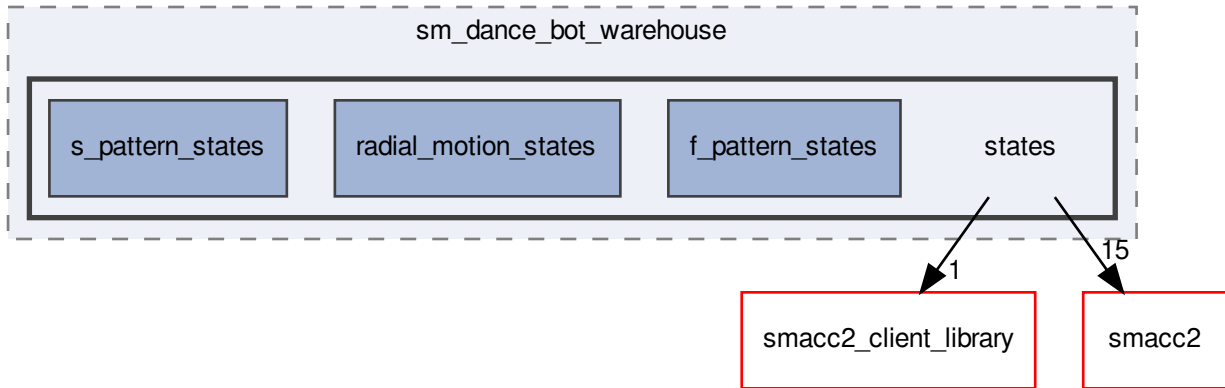 sm_dance_bot_warehouse
s_pattern_states
radial_motion_states
f_pattern_states
states
1
15
smacc2_client_library
smacc2